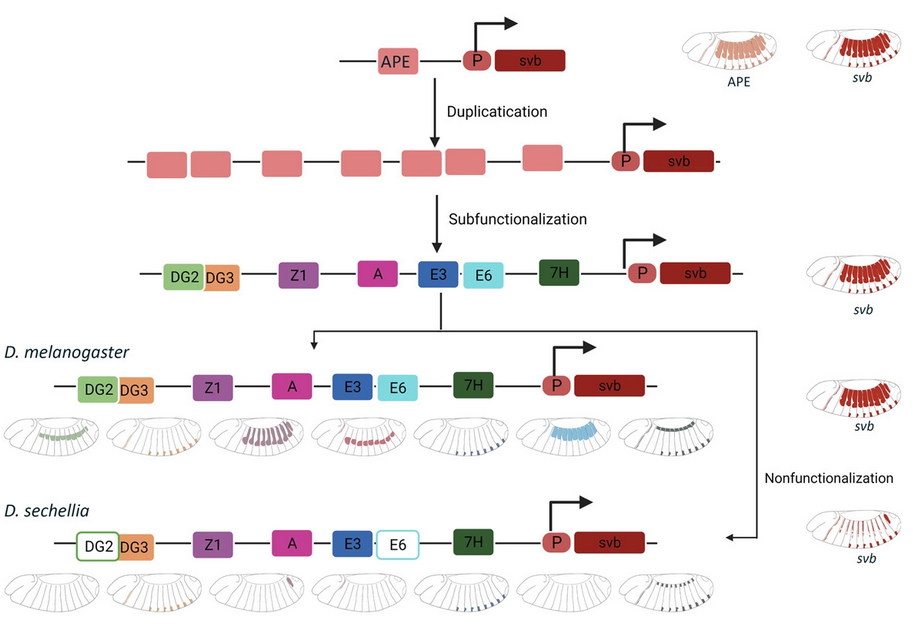 APE P svb
APE svb
Duplicatication
P svb
Subfunctionalization
DG2 DG3 Z1 A E3 E6 7H P svb
svb
D. melanogaster
DG2 DG3 Z1 A E3 E6 7H P svb
svb
Nonfunctionalization
D. sechellia
DG2 DG3 Z1 A E3 E6 7H P svb
svb